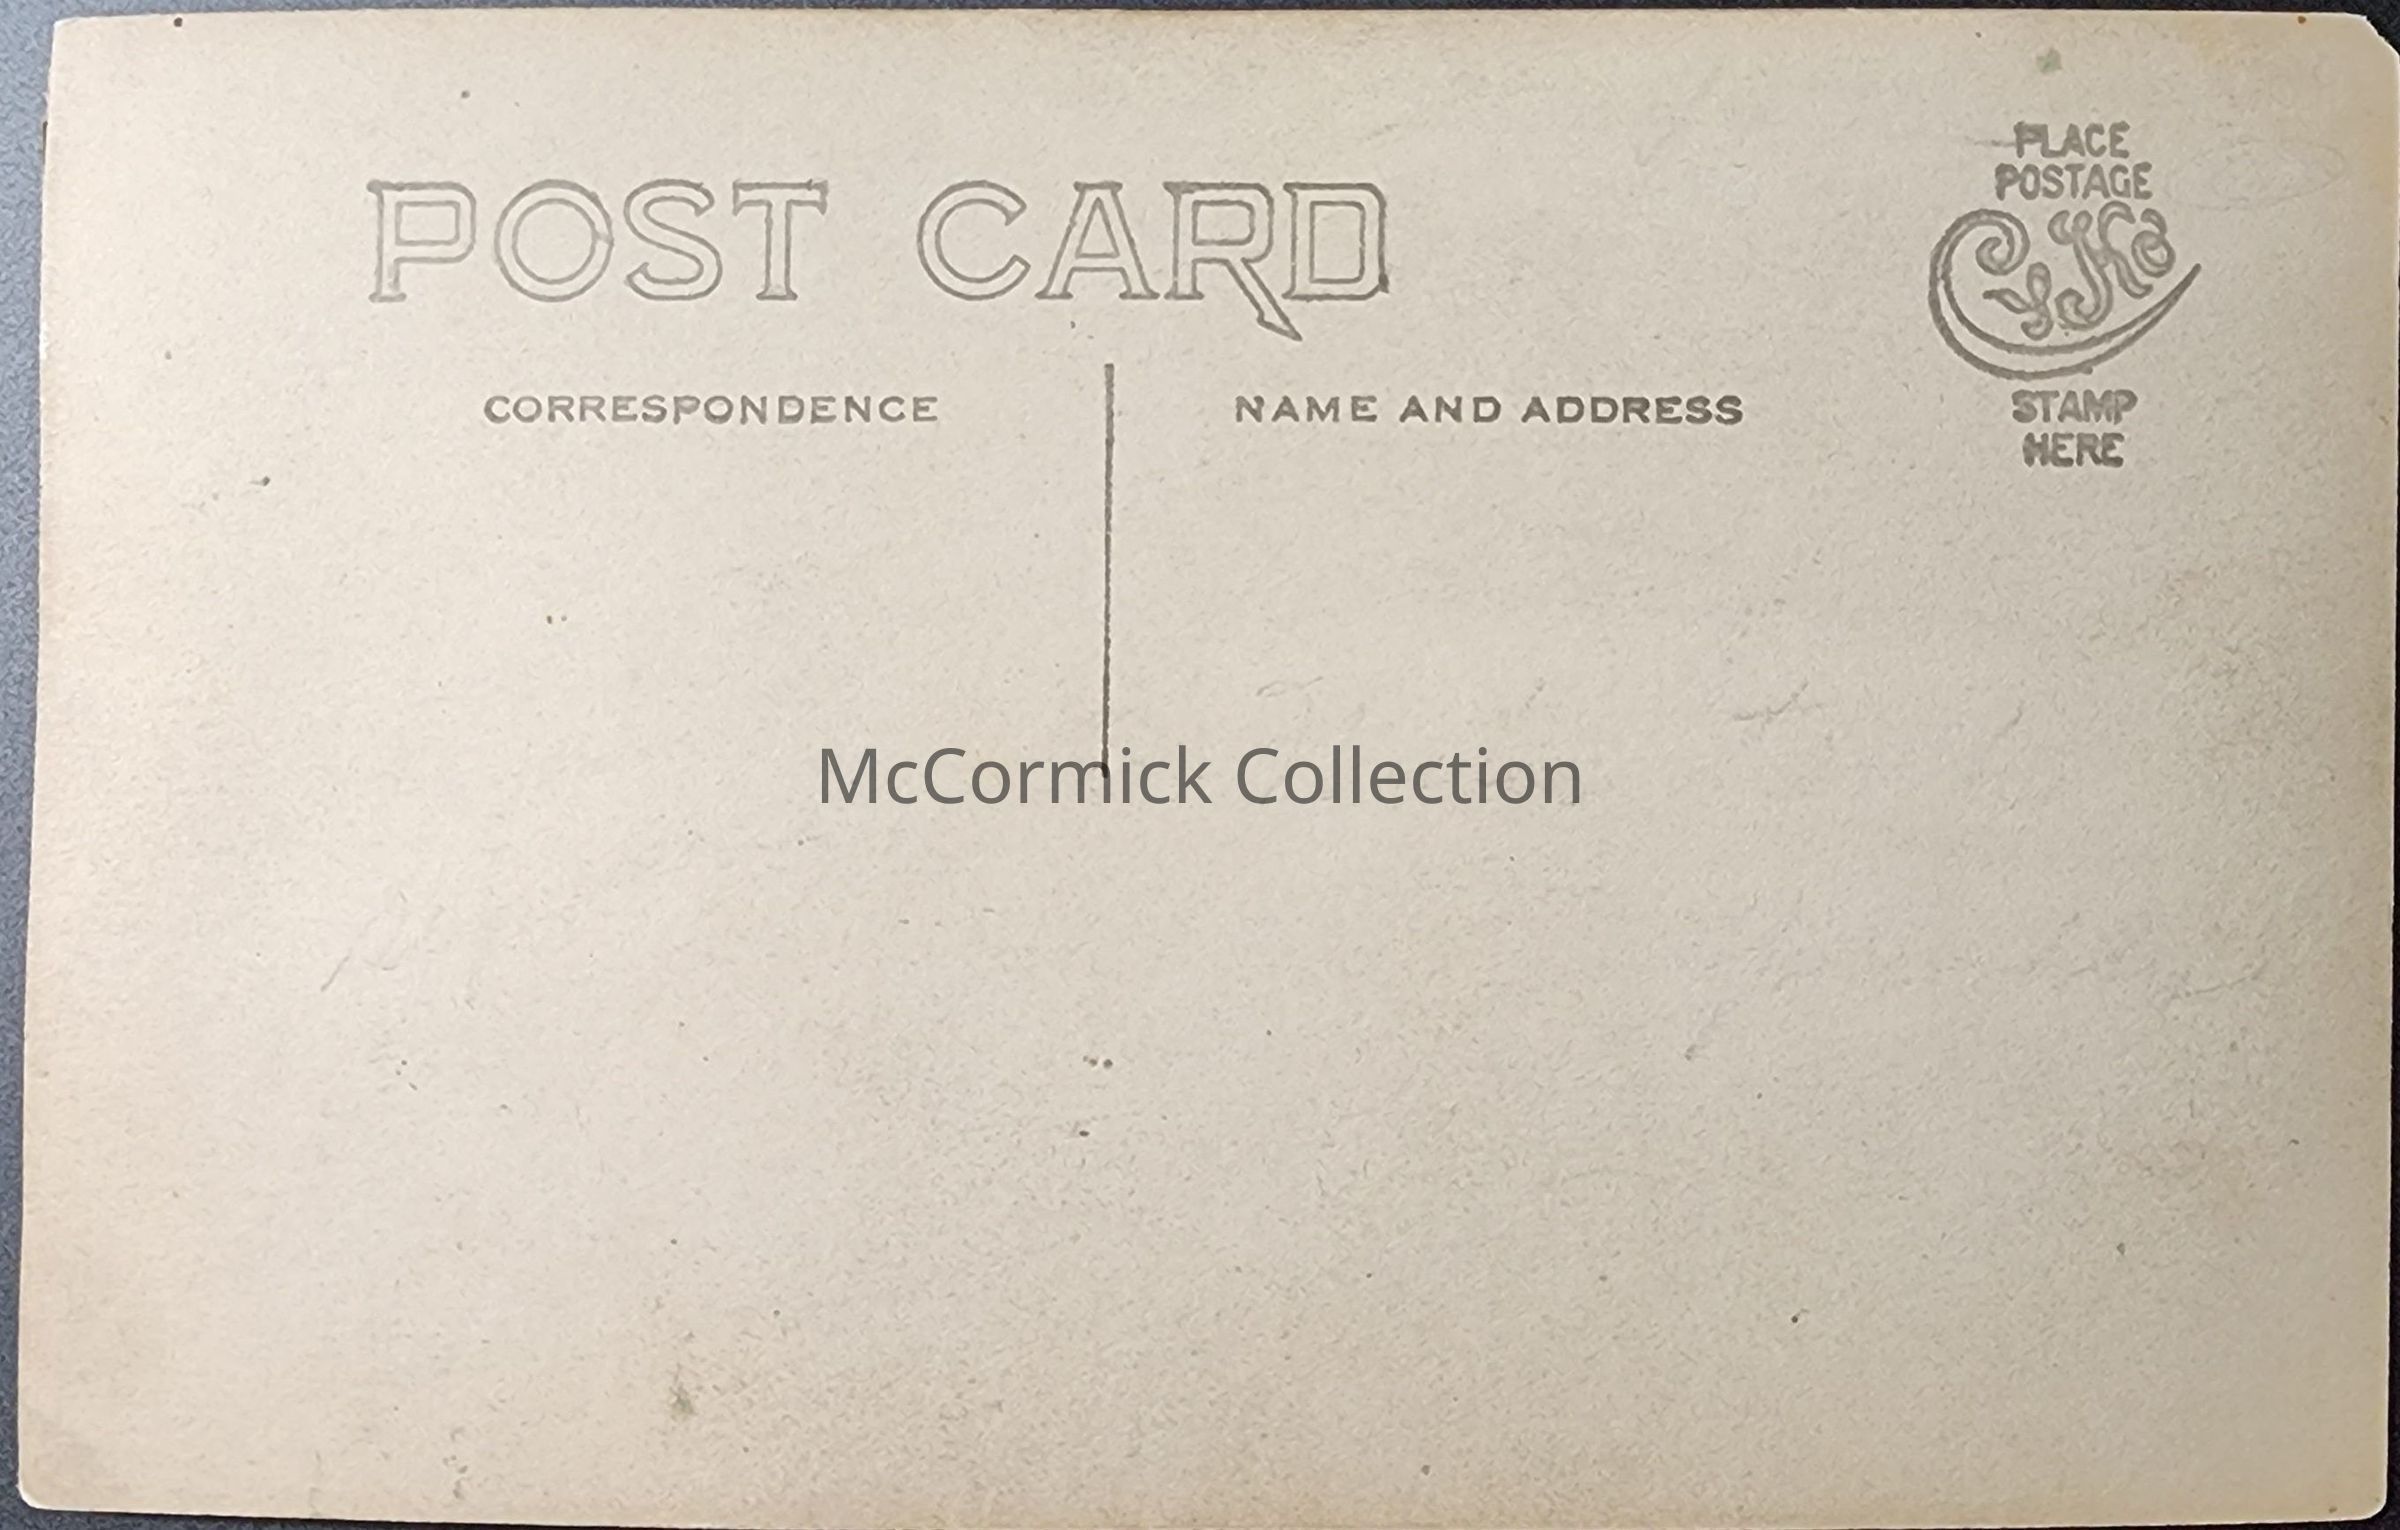 PLACE
POSTAGE
POST CARD
CYKO
CORRESPONDENCE
NAME AND ADDRESS
STAMP
HERE
McCormick Collection